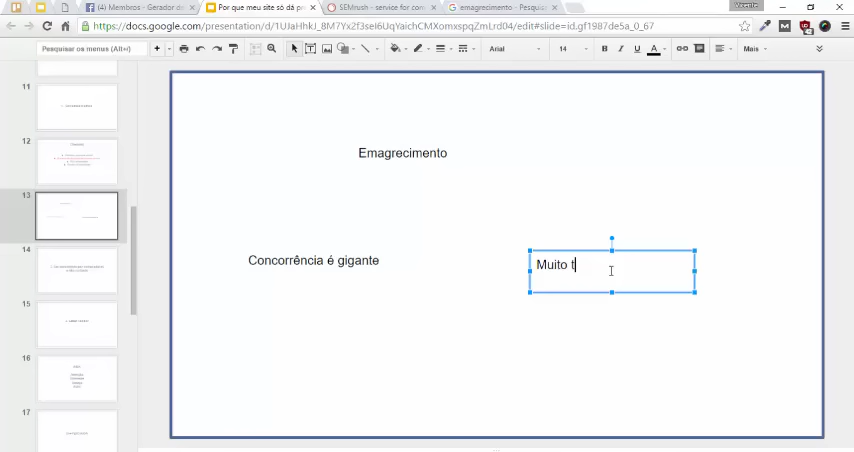 Vicente
Membros - Gerador de
Por que meu site só dá pr
SEMrush - service for com
emagrecimento - Pesquis
https://docs.google.com/presentation/d/1UJaHhkJ_8M7Yx2f3seI6UqYaichCMXomxspqZmLrd04/edit#slide=id.gf1987de5a_0_67
Pesquisar os menus (Alt+/)
Arial
14
B I U A
Mais
11
12
13
14
15
16
17
Emagrecimento
Concorrência é gigante
Muito t